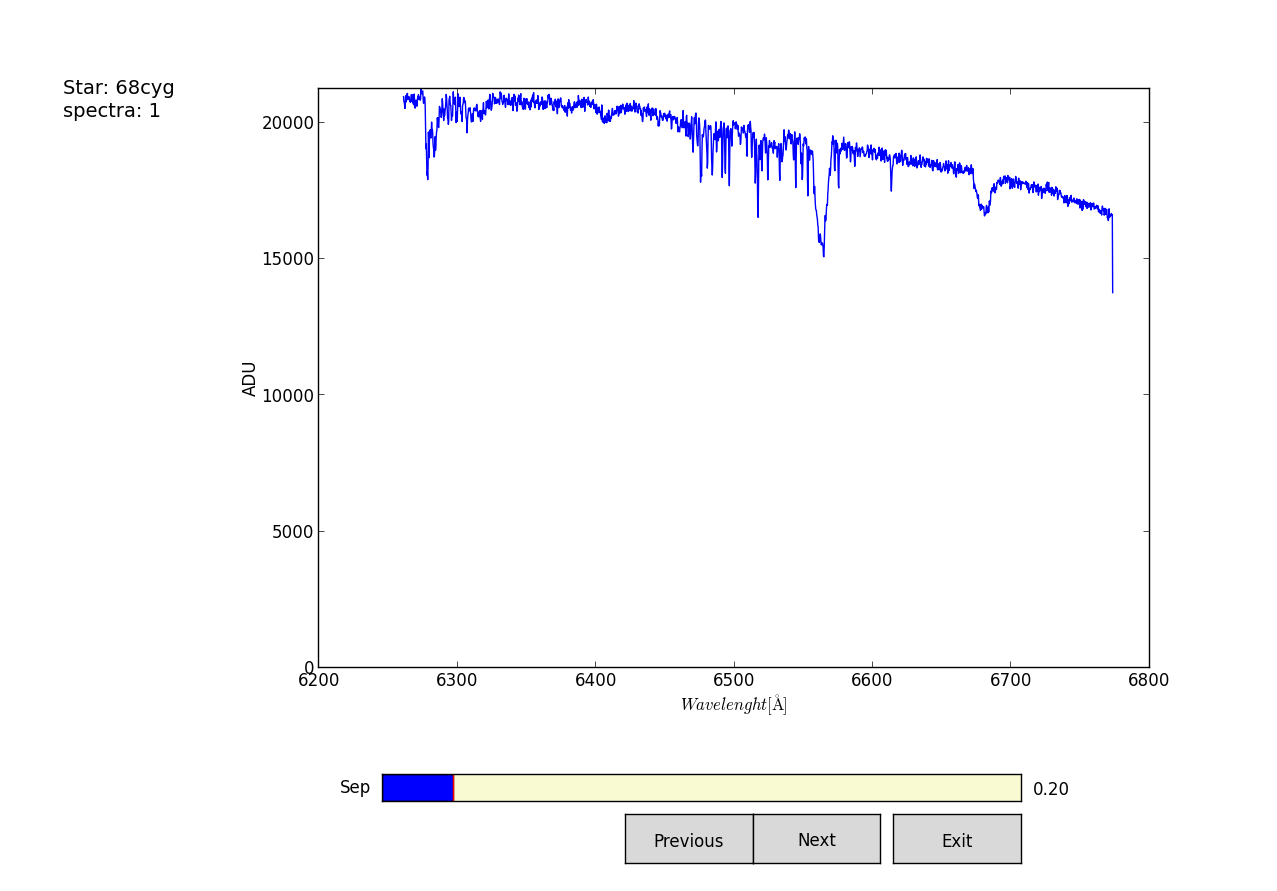 Star: 68cyg
spectra: 1
20000
15000
10000
5000
0
ADU
6200 6300 6400 6500 6600 6700 6800
Wavelenght[Å]
Sep 0.20
Previous Next Exit